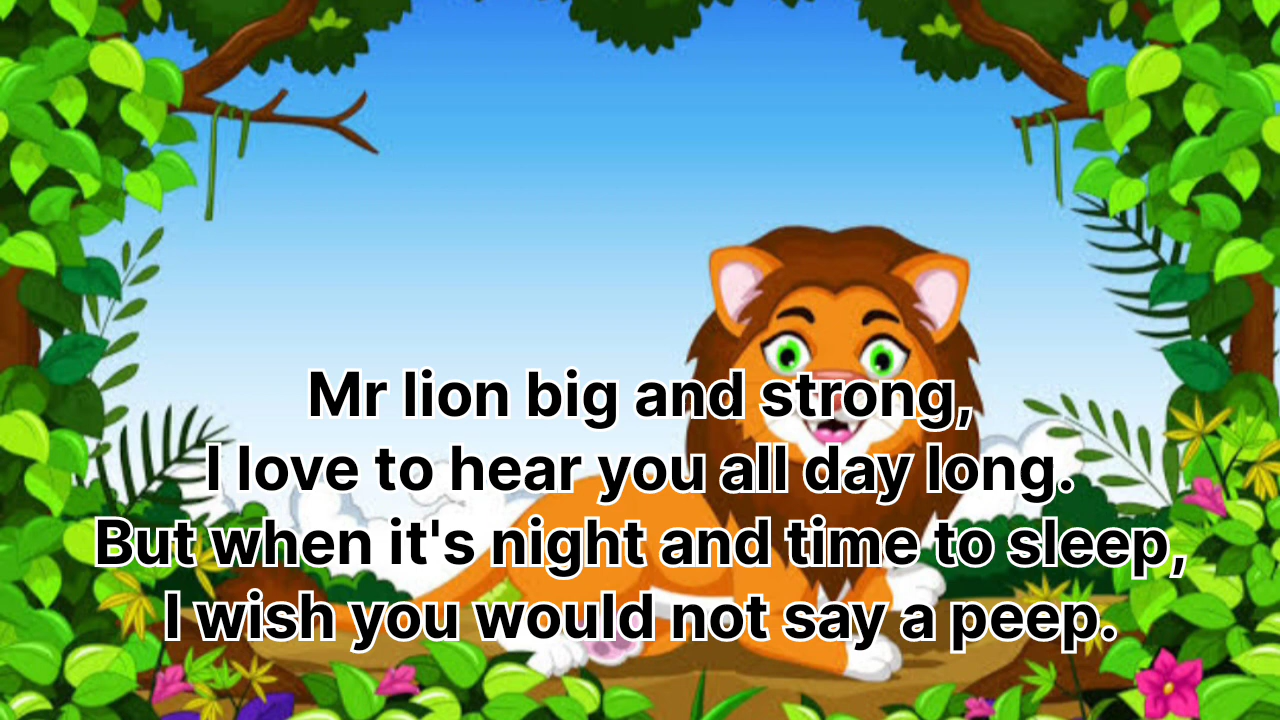 Mr lion big and strong,
I love to hear you all day long.
But when it's night and time to sleep,
I wish you would not say a peep.